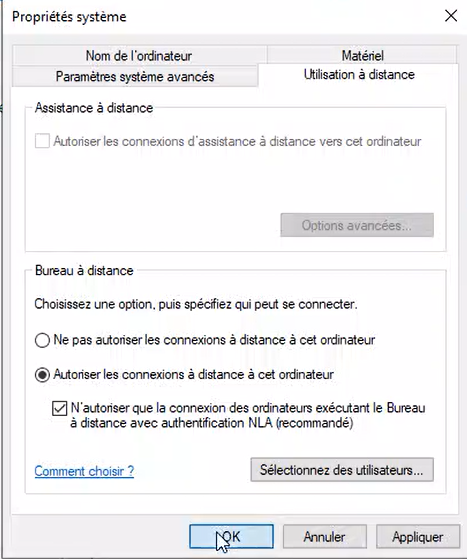 Propriétés système
Nom de l'ordinateur
Matériel
Paramètres système avancés
Utilisation à distance
Assistance à distance
Autoriser les connexions d'assistance à distance vers cet ordinateur
Options avancées...
Bureau à distance
Choisissez une option, puis spécifiez qui peut se connecter.
Ne pas autoriser les connexions à distance à cet ordinateur
Autoriser les connexions à distance à cet ordinateur
N'autoriser que la connexion des ordinateurs exécutant le Bureau
à distance avec authentification NLA (recommandé)
Comment choisir ?
Sélectionnez des utilisateurs...
OK
Annuler
Appliquer